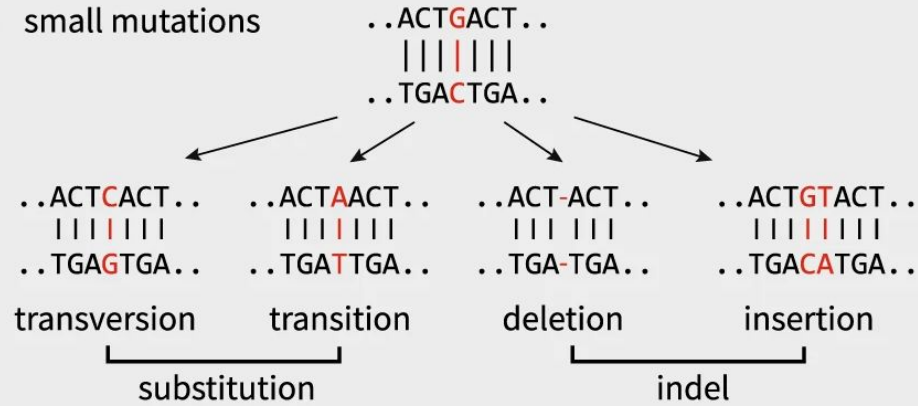 small mutations
..ACTGACT..
..TGACTGA..
..ACTCACT..
..TGAGTGA..
transversion
..ACTAACT..
..TGATTGA..
transition
..ACT-ACT..
..TGA-TGA..
deletion
..ACTGTACT..
..TGACATGA..
insertion
substitution
indel